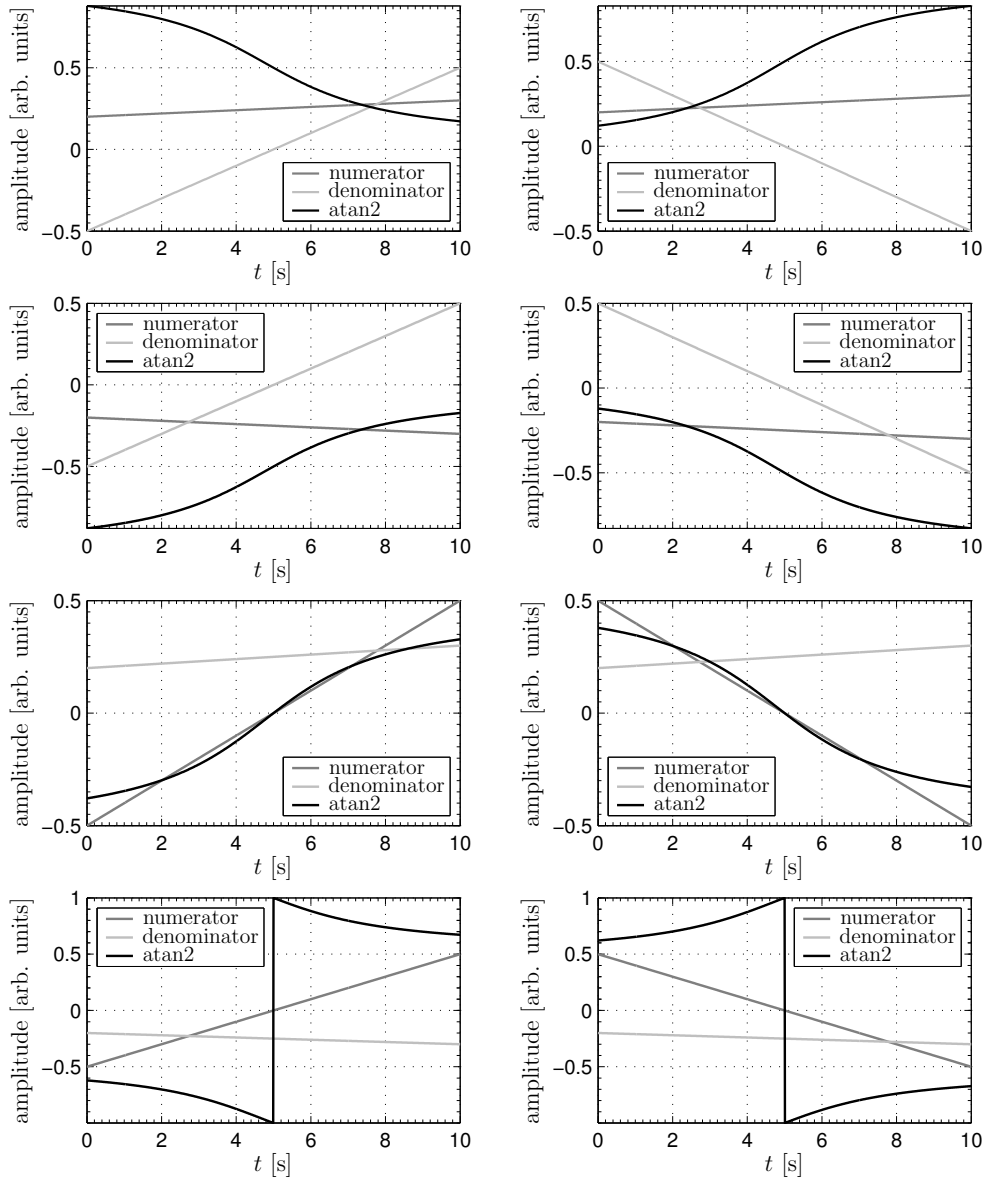 amplitude [arb. units]
0.5
0
−0.5
0 2 4 6 8 10
t [s]
numerator
denominator
atan2
amplitude [arb. units]
0.5
0
−0.5
0 2 4 6 8 10
t [s]
numerator
denominator
atan2
amplitude [arb. units]
0.5
0
−0.5
0 2 4 6 8 10
t [s]
numerator
denominator
atan2
amplitude [arb. units]
0.5
0
−0.5
0 2 4 6 8 10
t [s]
numerator
denominator
atan2
amplitude [arb. units]
0.5
0
−0.5
0 2 4 6 8 10
t [s]
numerator
denominator
atan2
amplitude [arb. units]
0.5
0
−0.5
0 2 4 6 8 10
t [s]
numerator
denominator
atan2
amplitude [arb. units]
1
0.5
0
−0.5
0 2 4 6 8 10
t [s]
numerator
denominator
atan2
amplitude [arb. units]
1
0.5
0
−0.5
0 2 4 6 8 10
t [s]
numerator
denominator
atan2